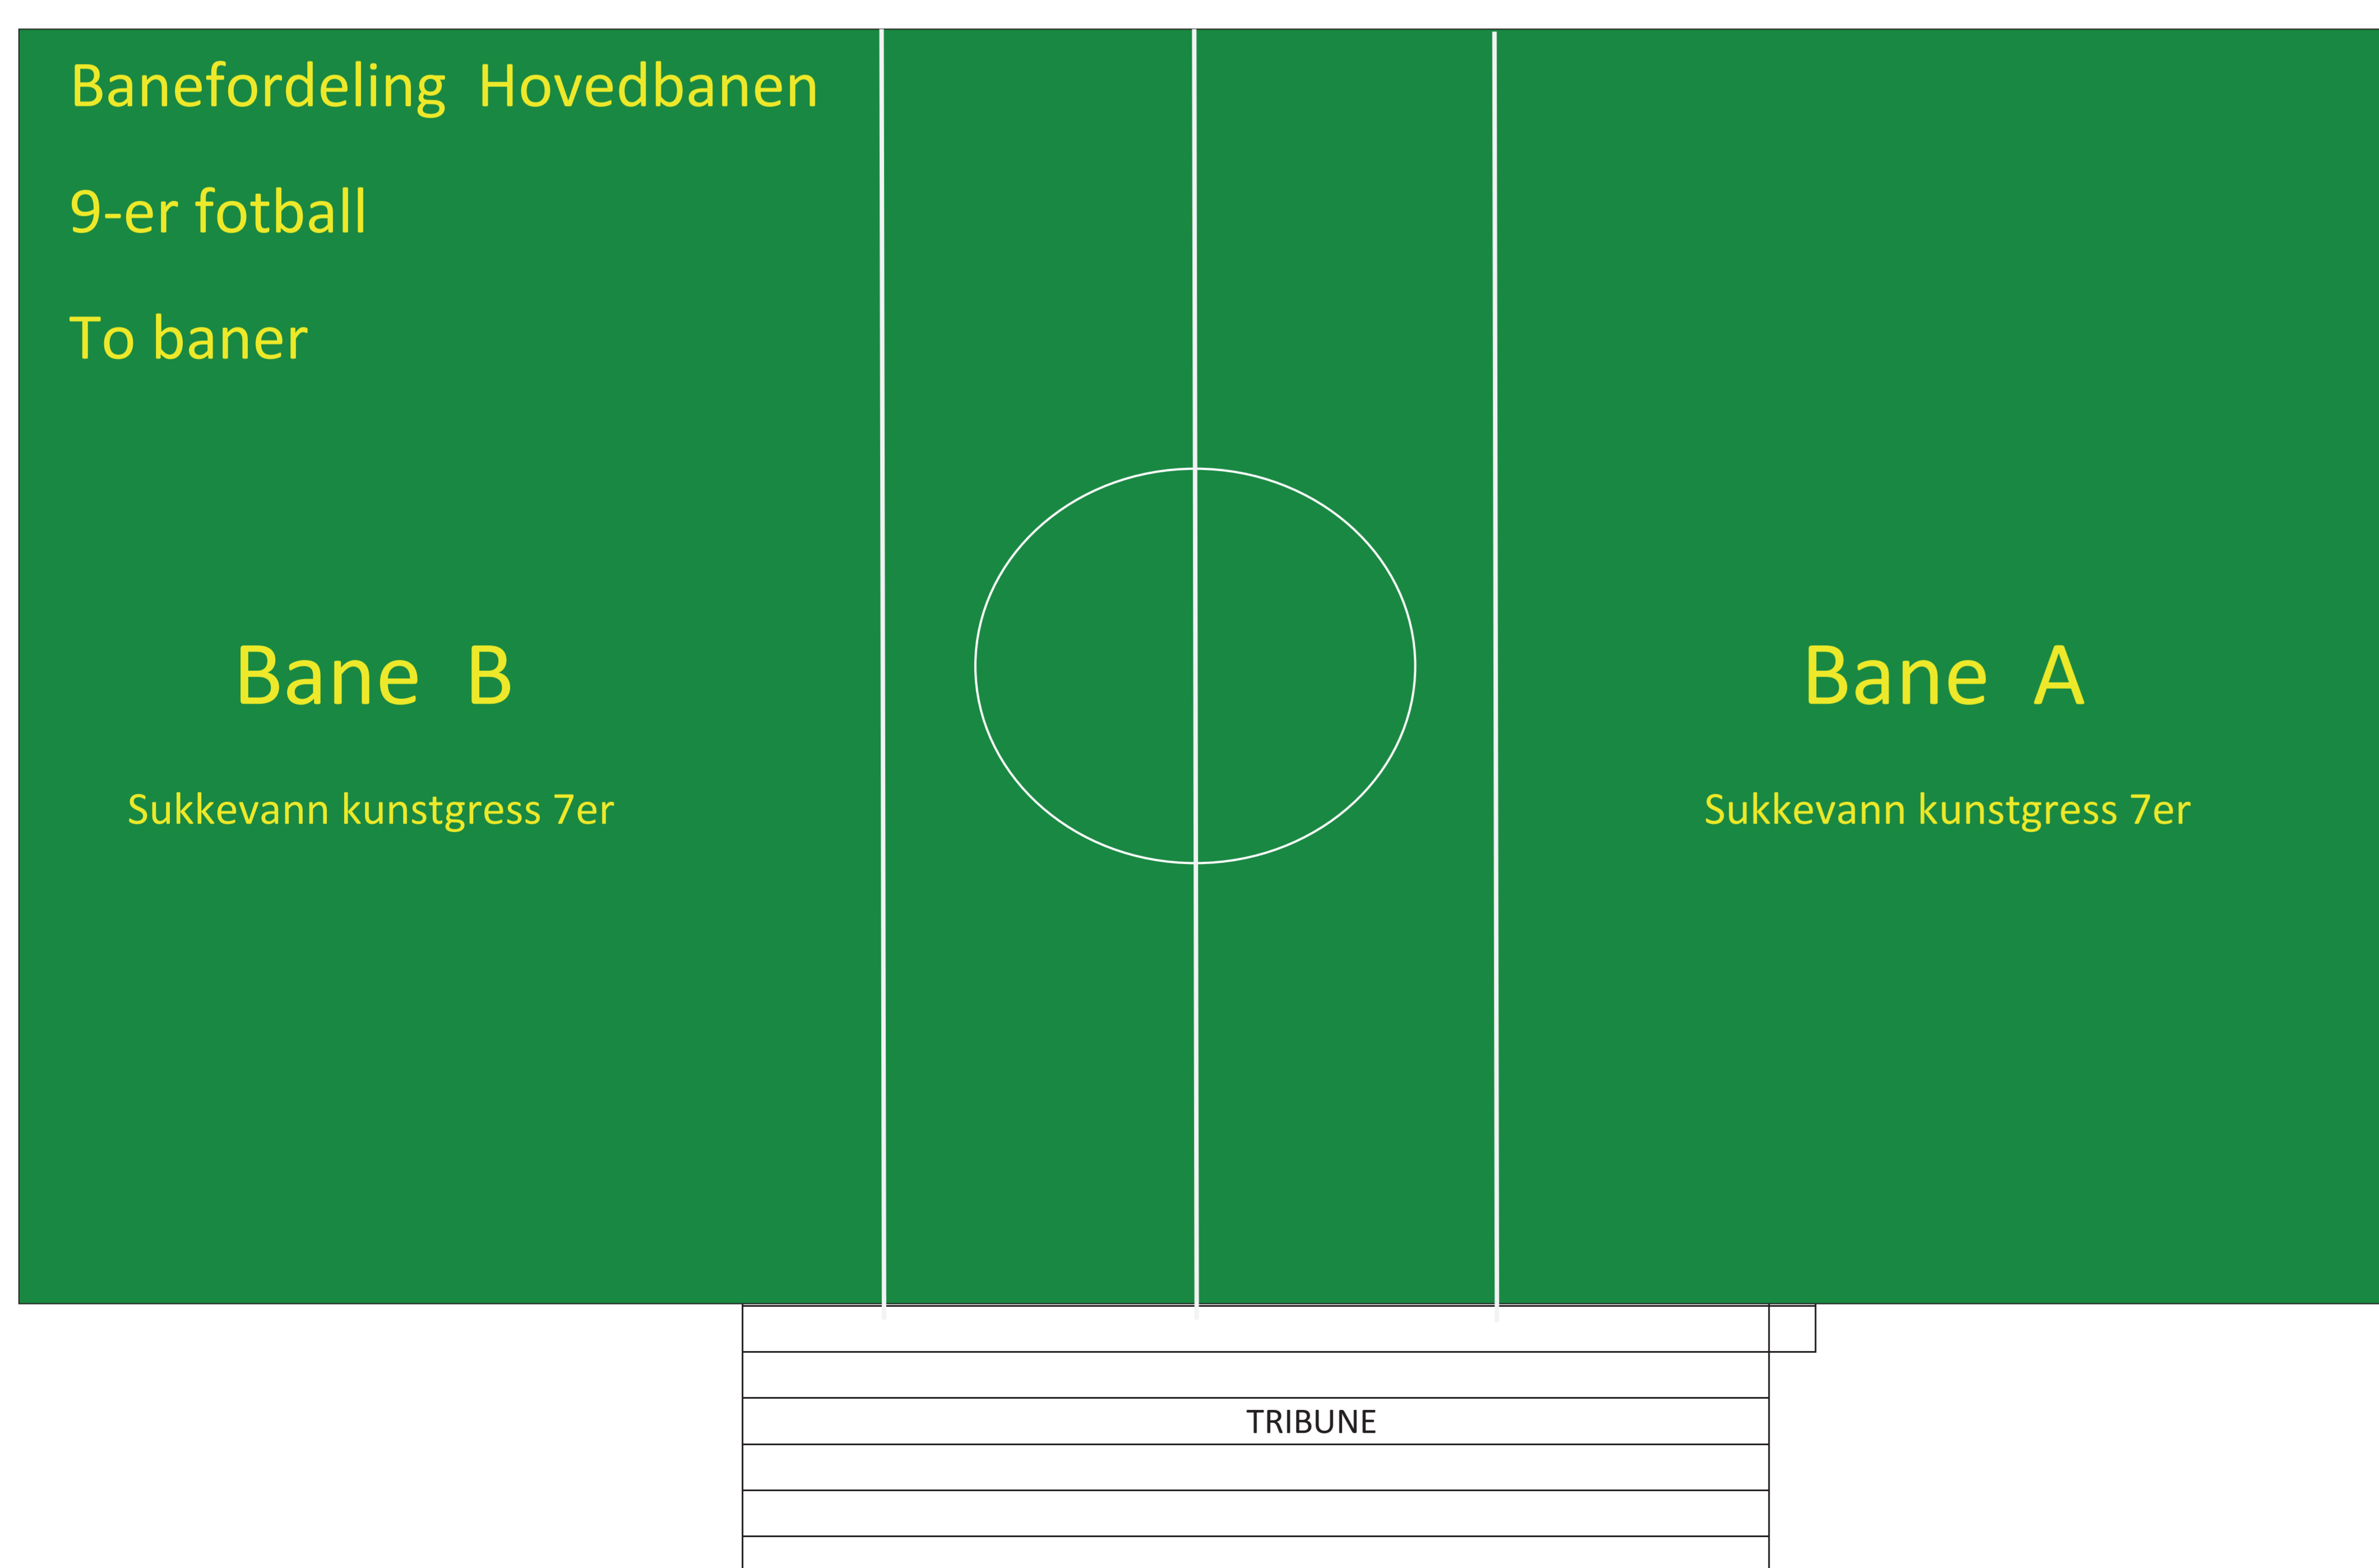 Banefordeling Hovedbanen
9-er fotball
To baner
Bane B
Bane A
Sukkevann kunstgress 7er
Sukkevann kunstgress 7er
TRIBUNE